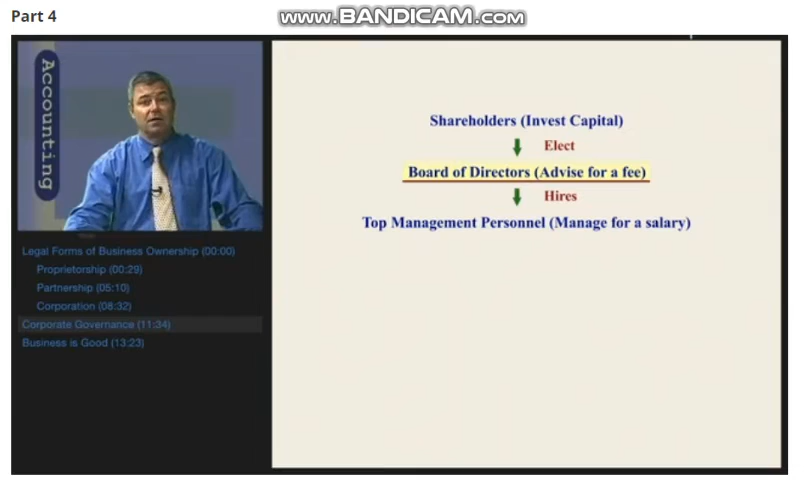 Part 4
www.BANDICAM.com
Accounting
Shareholders (Invest Capital)
Elect
Board of Directors (Advise for a fee)
Hires
Top Management Personnel (Manage for a salary)
Legal Forms of Business Ownership (00:00)
Proprietorship (00:29)
Partnership (05:10)
Corporation (08:32)
Corporate Governance (11:34)
Business is Good (13:23)